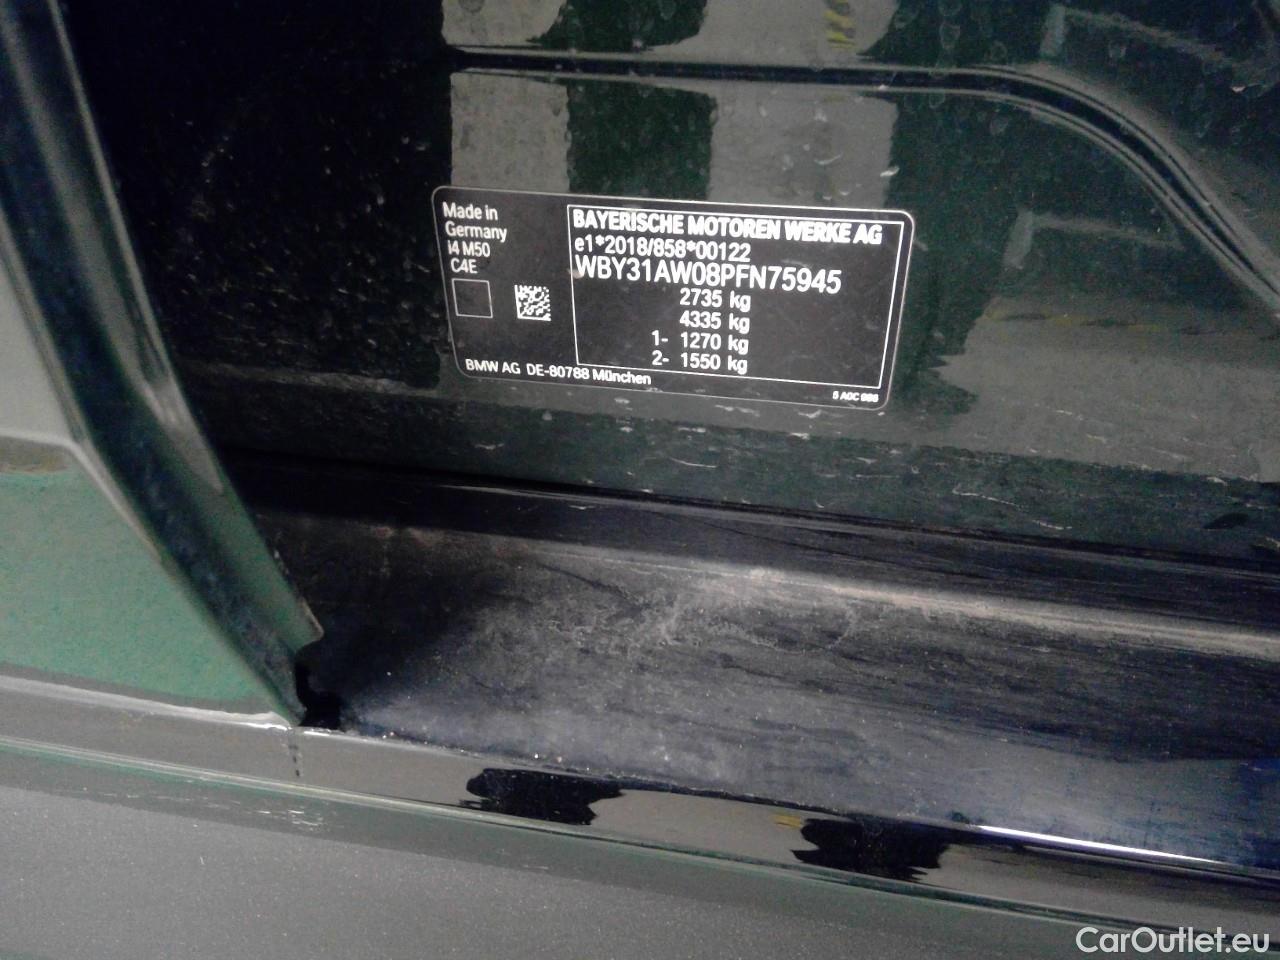 Made in
Germany
I4 M50
C4E
BAYERISCHE MOTOREN WERKE AG
e1*2018/858*00122
WBY31AW08PFN75945
2735 kg
4335 kg
1- 1270 kg
2- 1550 kg
BMW AG DE-80788 München
CarOutlet.eu